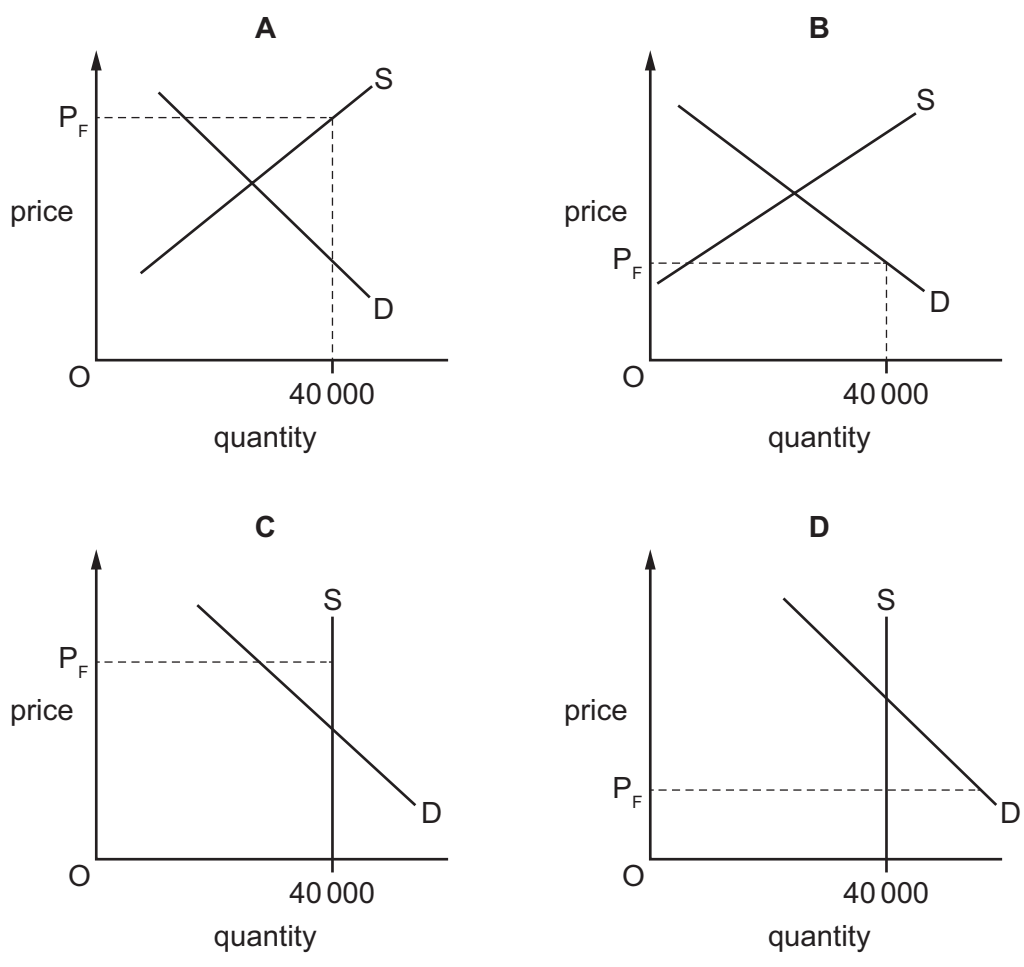 A
P_F
price
S
D
O
40 000
quantity
B
S
price
P_F
D
O
40 000
quantity
C
S
P_F
price
D
O
40 000
quantity
D
S
price
P_F
D
O
40 000
quantity